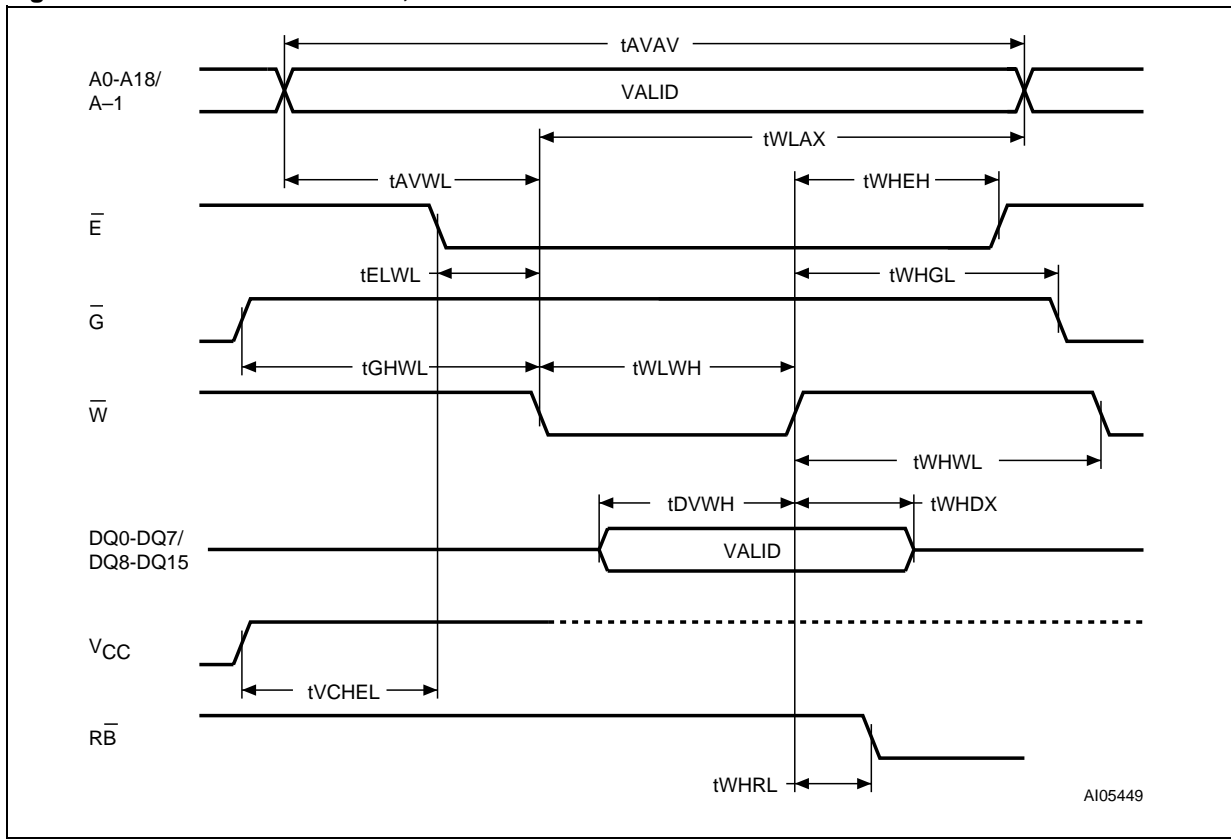 tAVAV
A0-A18/
A–1
VALID
tWLAX
tAVWL
tWHEH
E̅
tELWL
tWHGL
G̅
tGHWL
tWLWH
W̅
tWHWL
tDVWH
tWHDX
DQ0-DQ7/
DQ8-DQ15
VALID
VCC
tVCHEL
RB̅
tWHRL
AI05449